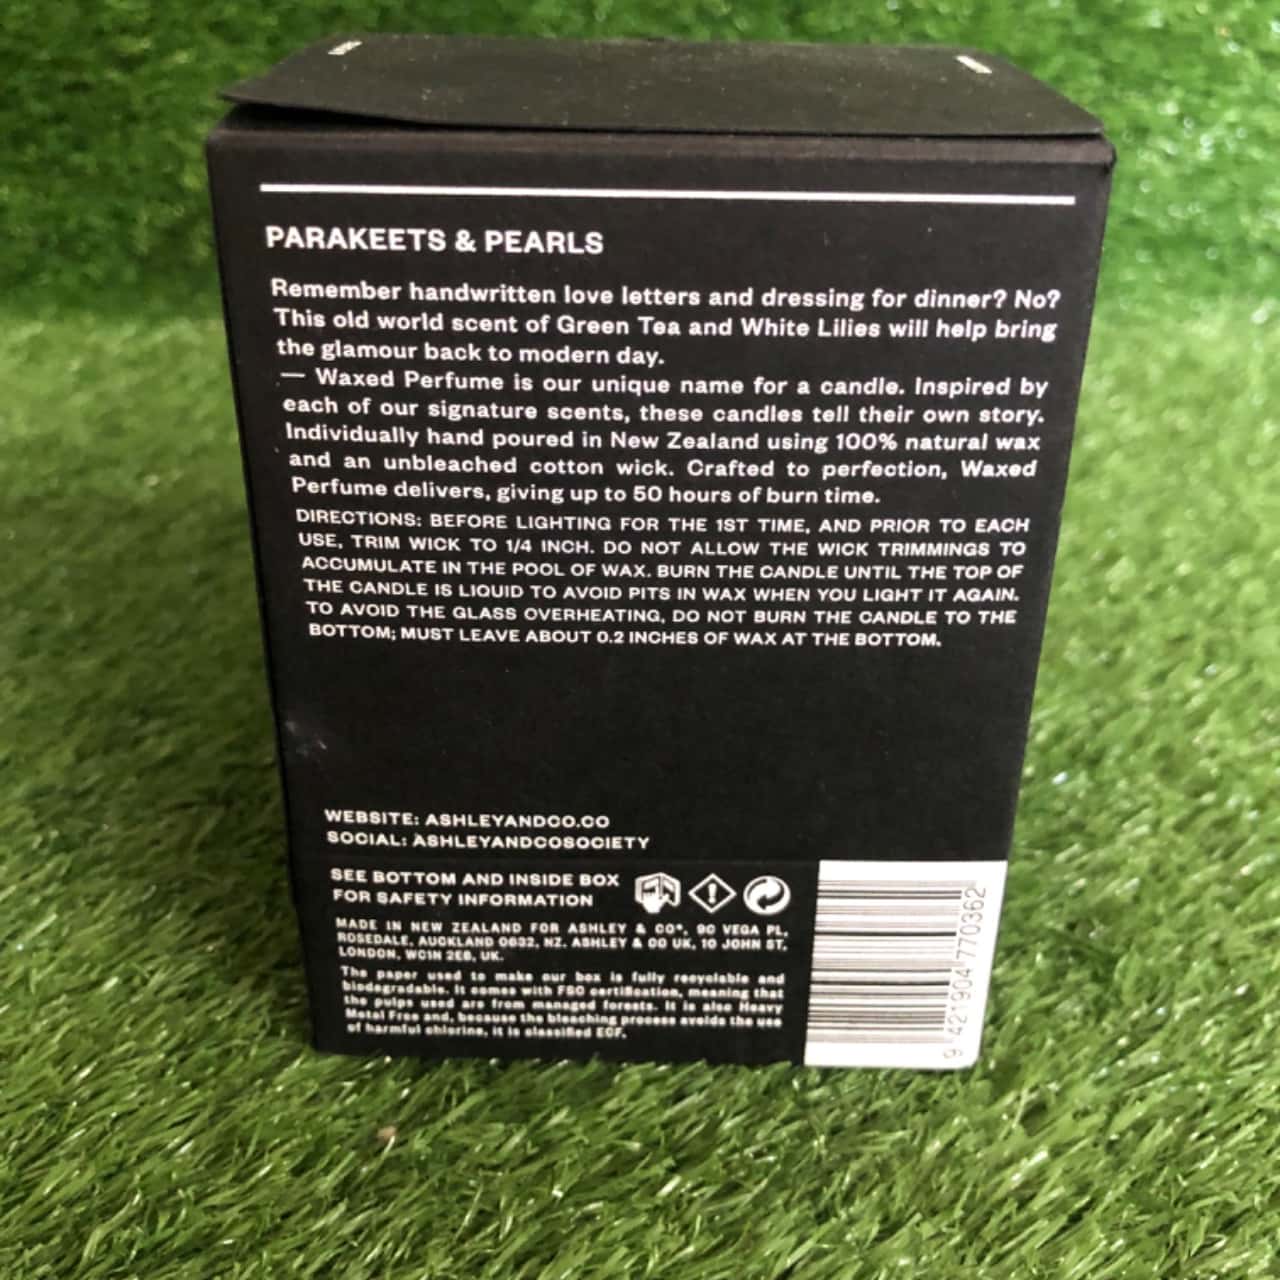 PARAKEETS & PEARLS
Remember handwritten love letters and dressing for dinner? No?
This old world scent of Green Tea and White Lilies will help bring
the glamour back to modern day.
— Waxed Perfume is our unique name for a candle. Inspired by
each of our signature scents, these candles tell their own story.
Individually hand poured in New Zealand using 100% natural wax
and an unbleached cotton wick. Crafted to perfection, Waxed
Perfume delivers, giving up to 50 hours of burn time.
DIRECTIONS: BEFORE LIGHTING FOR THE 1ST TIME, AND PRIOR TO EACH
USE, TRIM WICK TO 1/4 INCH. DO NOT ALLOW THE WICK TRIMMINGS TO
ACCUMULATE IN THE POOL OF WAX. BURN THE CANDLE UNTIL THE TOP OF
THE CANDLE IS LIQUID TO AVOID PITS IN WAX WHEN YOU LIGHT IT AGAIN.
TO AVOID THE GLASS OVERHEATING, DO NOT BURN THE CANDLE TO THE
BOTTOM; MUST LEAVE ABOUT 0.2 INCHES OF WAX AT THE BOTTOM.
WEBSITE: ASHLEYANDCO.CO
SOCIAL: ASHLEYANDCOSOCIETY
SEE BOTTOM AND INSIDE BOX
FOR SAFETY INFORMATION
MADE IN NEW ZEALAND FOR ASHLEY & CO®, 9C VEGA PL,
ROSEDALE, AUCKLAND 0632, NZ. ASHLEY & CO UK, 10 JOHN ST,
LONDON, WC1N 2EB, UK.
The paper used to make our box is fully recyclable and
biodegradable. It comes with FSC certification, meaning that
the pulps used are from managed forests. It is also Heavy
Metal Free and, because the bleaching process avoids the use
of harmful chlorine, it is classified ECF.
9 421904 770362